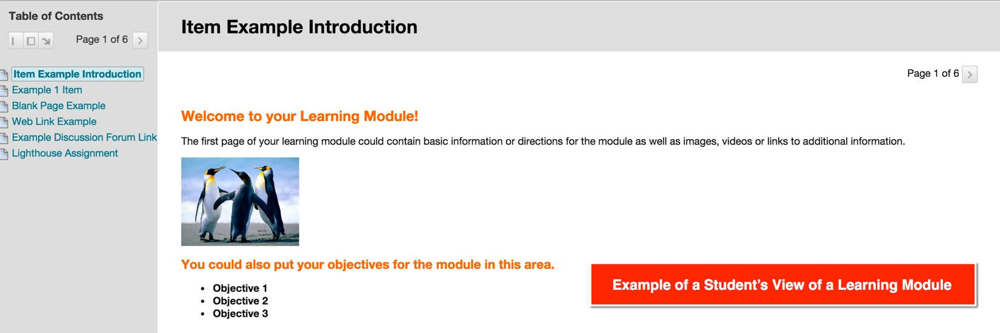 Table of Contents
Page 1 of 6
Item Example Introduction
Example 1 Item
Blank Page Example
Web Link Example
Example Discussion Forum Link
Lighthouse Assignment
Item Example Introduction
Page 1 of 6
Welcome to your Learning Module!
The first page of your learning module could contain basic information or directions for the module as well as images, videos or links to additional information.
You could also put your objectives for the module in this area.
• Objective 1
• Objective 2
• Objective 3
Example of a Student’s View of a Learning Module